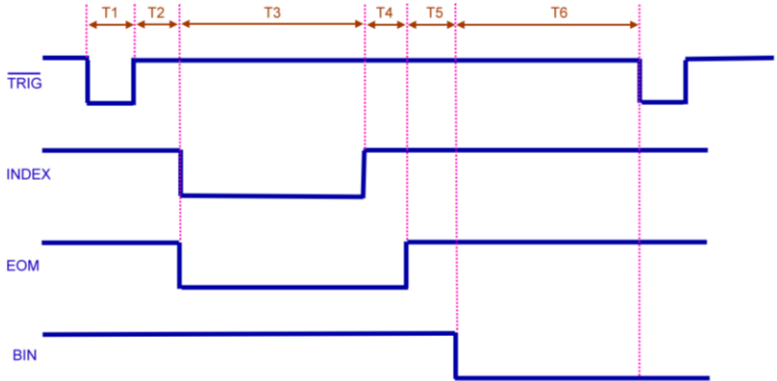 T1 T2 T3 T4 T5 T6
TRIG
INDEX
EOM
BIN